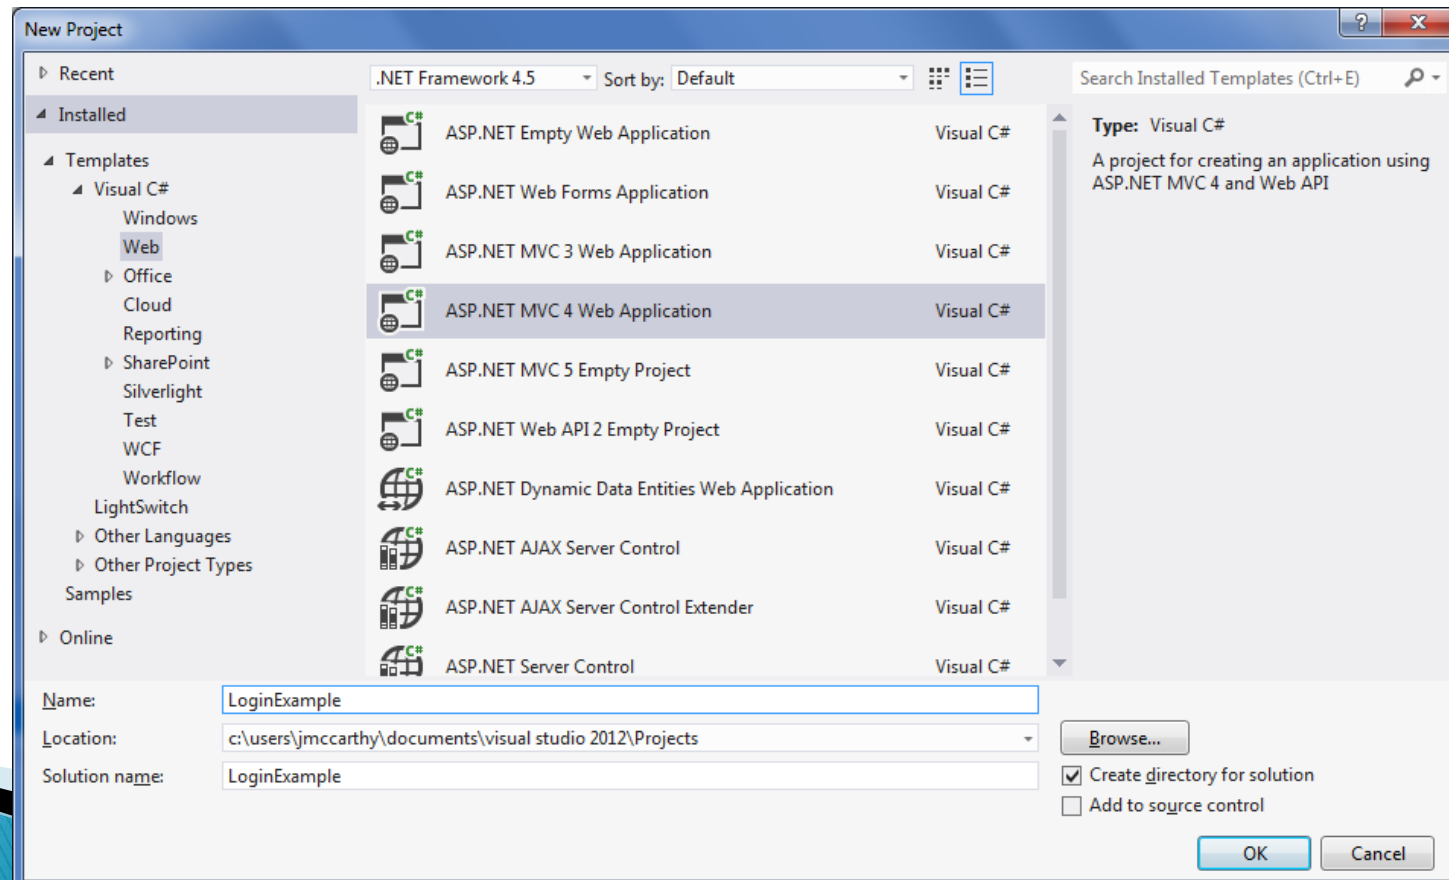 New Project
Recent
Installed
Templates
Visual C#
Windows
Web
Office
Cloud
Reporting
SharePoint
Silverlight
Test
WCF
Workflow
LightSwitch
Other Languages
Other Project Types
Samples
Online
.NET Framework 4.5 Sort by: Default
ASP.NET Empty Web Application Visual C#
ASP.NET Web Forms Application Visual C#
ASP.NET MVC 3 Web Application Visual C#
ASP.NET MVC 4 Web Application Visual C#
ASP.NET MVC 5 Empty Project Visual C#
ASP.NET Web API 2 Empty Project Visual C#
ASP.NET Dynamic Data Entities Web Application Visual C#
ASP.NET AJAX Server Control Visual C#
ASP.NET AJAX Server Control Extender Visual C#
ASP.NET Server Control Visual C#
Search Installed Templates (Ctrl+E)
Type: Visual C#
A project for creating an application using
ASP.NET MVC 4 and Web API
Name: LoginExample
Location: c:\users\jmccarthy\documents\visual studio 2012\Projects
Browse...
Solution name: LoginExample
Create directory for solution
Add to source control
OK Cancel